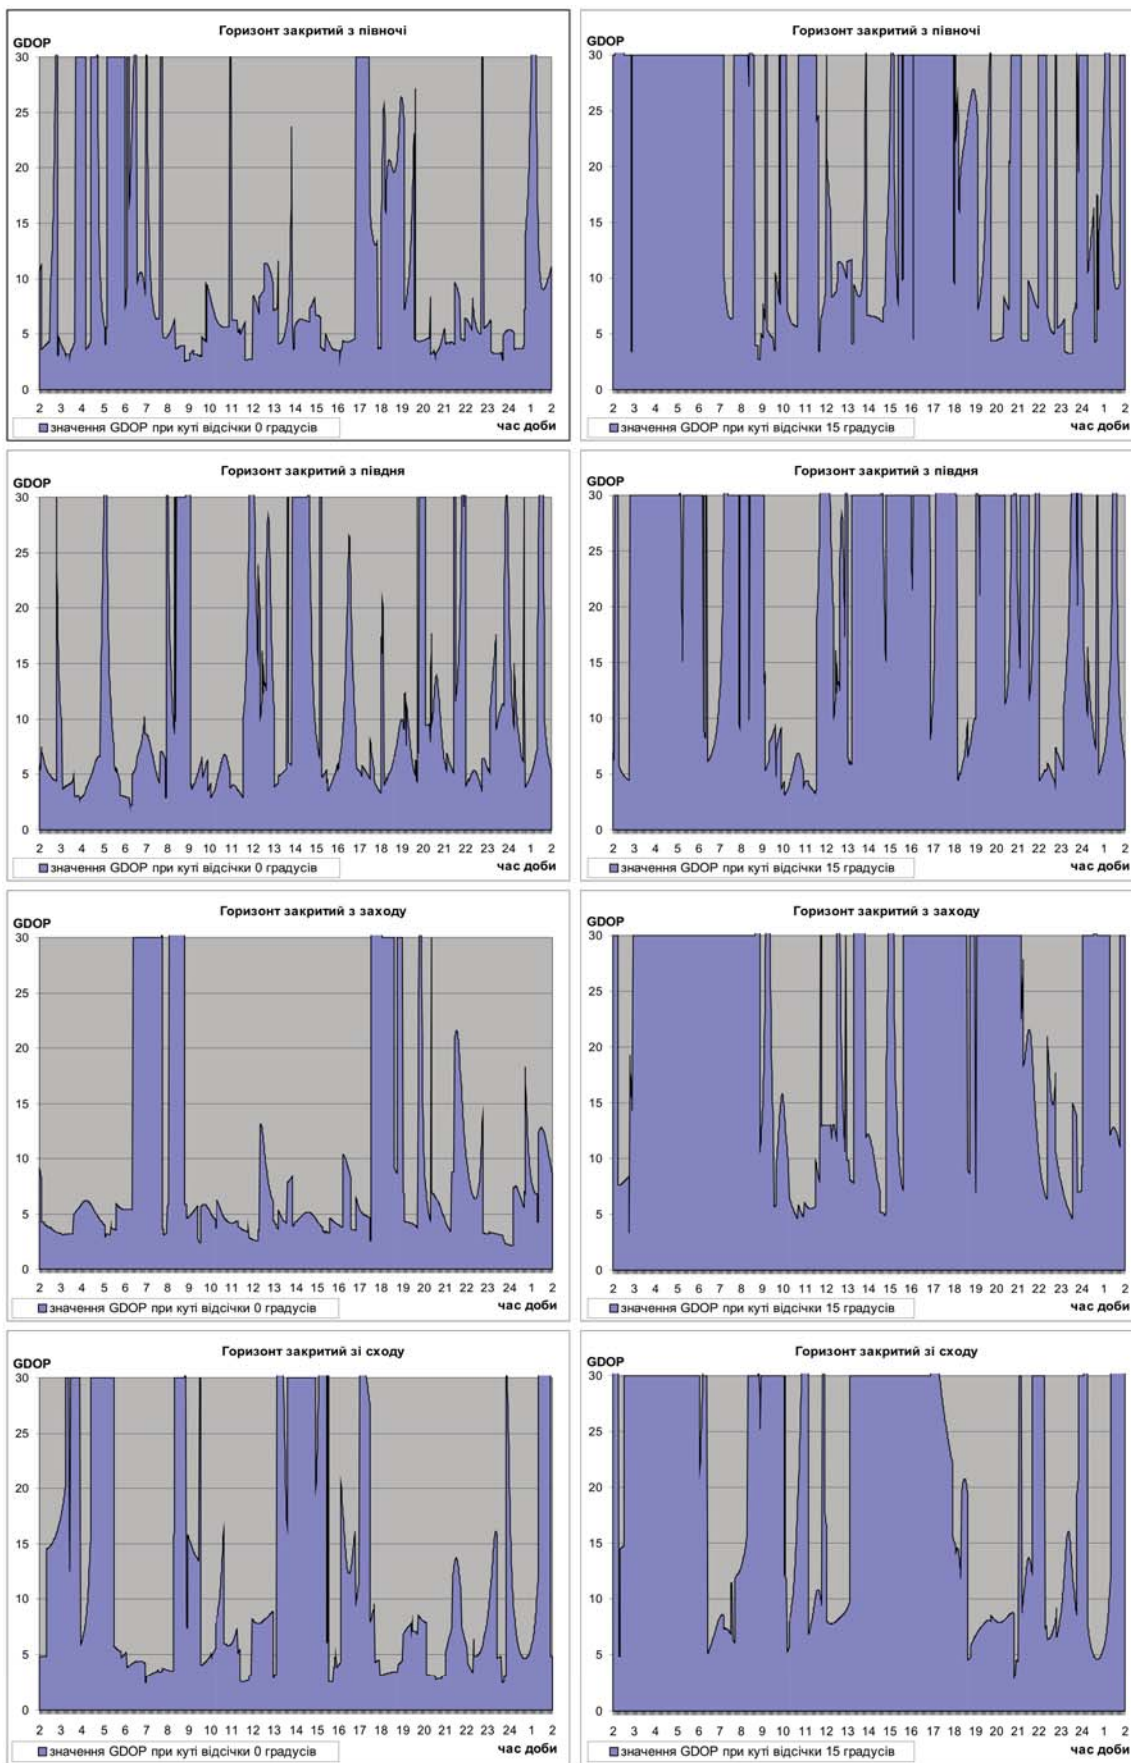 Горизонт закритий з півночі
GDOP
30
25
20
15
10
5
0
2 3 4 5 6 7 8 9 10 11 12 13 14 15 16 17 18 19 20 21 22 23 24 1 2
значення GDOP при куті відсічки 0 градусів
час доби
Горизонт закритий з півночі
GDOP
30
25
20
15
10
5
0
2 3 4 5 6 7 8 9 10 11 12 13 14 15 16 17 18 19 20 21 22 23 24 1 2
значення GDOP при куті відсічки 15 градусів
час доби
Горизонт закритий з півдня
GDOP
30
25
20
15
10
5
0
2 3 4 5 6 7 8 9 10 11 12 13 14 15 16 17 18 19 20 21 22 23 24 1 2
значення GDOP при куті відсічки 0 градусів
час доби
Горизонт закритий з півдня
GDOP
30
25
20
15
10
5
0
2 3 4 5 6 7 8 9 10 11 12 13 14 15 16 17 18 19 20 21 22 23 24 1 2
значення GDOP при куті відсічки 15 градусів
час доби
Горизонт закритий з заходу
GDOP
30
25
20
15
10
5
0
2 3 4 5 6 7 8 9 10 11 12 13 14 15 16 17 18 19 20 21 22 23 24 1 2
значення GDOP при куті відсічки 0 градусів
час доби
Горизонт закритий з заходу
GDOP
30
25
20
15
10
5
0
2 3 4 5 6 7 8 9 10 11 12 13 14 15 16 17 18 19 20 21 22 23 24 1 2
значення GDOP при куті відсічки 15 градусів
час доби
Горизонт закритий зі сходу
GDOP
30
25
20
15
10
5
0
2 3 4 5 6 7 8 9 10 11 12 13 14 15 16 17 18 19 20 21 22 23 24 1 2
значення GDOP при куті відсічки 0 градусів
час доби
Горизонт закритий зі сходу
GDOP
30
25
20
15
10
5
0
2 3 4 5 6 7 8 9 10 11 12 13 14 15 16 17 18 19 20 21 22 23 24 1 2
значення GDOP при куті відсічки 15 градусів
час доби